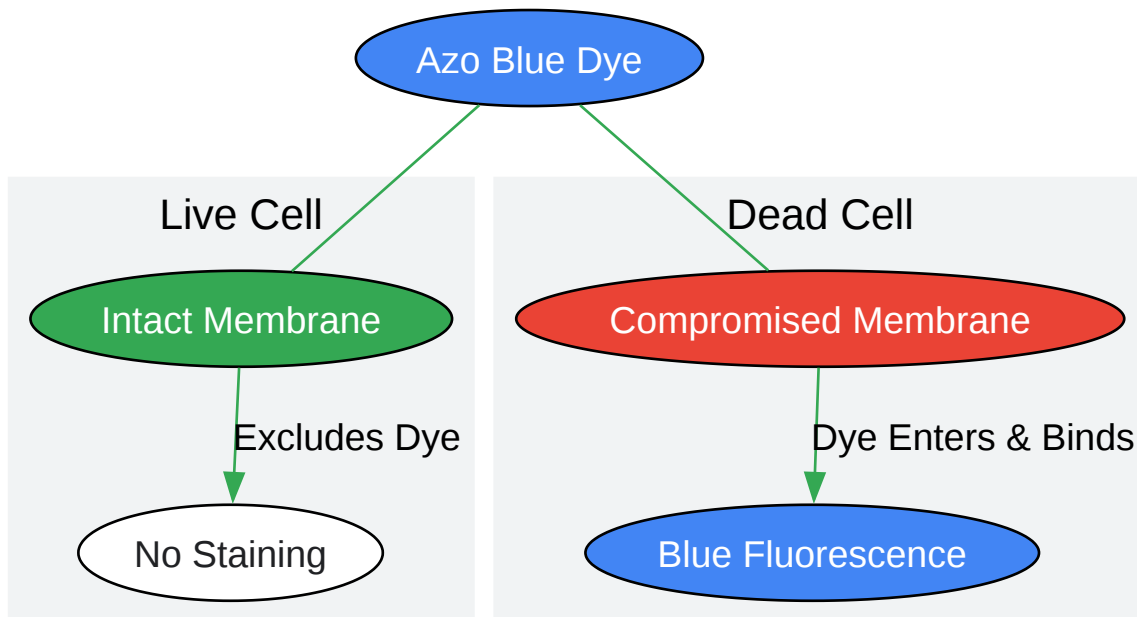 Azo Blue Dye
Live Cell
Dead Cell
Intact Membrane
Compromised Membrane
Excludes Dye
Dye Enters & Binds
No Staining
Blue Fluorescence